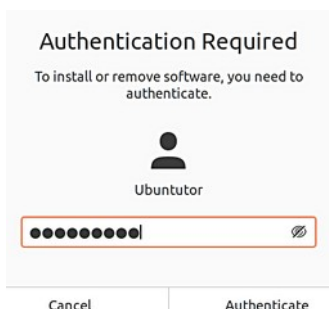 Authentication Required
To install or remove software, you need to
authenticate.
Ubuntutor
●●●●●●●●●
Cancel Authenticate